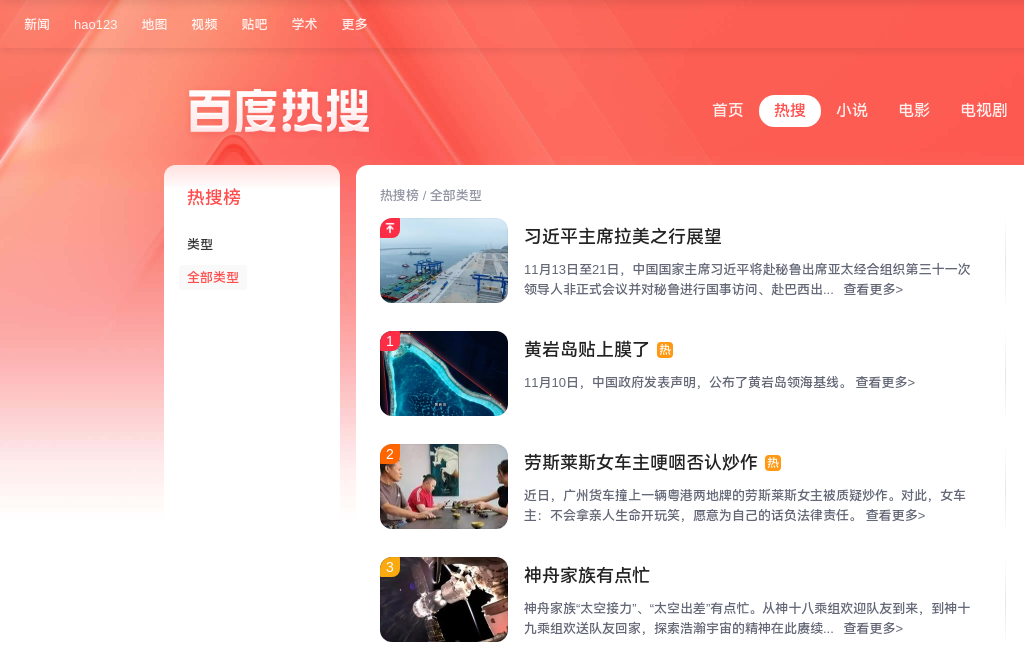 新闻 hao123 地图 视频 贴吧 学术 更多
百度热搜
首页 热搜 小说 电影 电视剧
热搜榜
类型
全部类型
热搜榜 / 全部类型
习近平主席拉美之行展望
11月13日至21日，中国国家主席习近平将赴秘鲁出席亚太经合组织第三十一次
领导人非正式会议并对秘鲁进行国事访问、赴巴西出... 查看更多>
1
黄岩岛贴上膜了 热
11月10日，中国政府发表声明，公布了黄岩岛领海基线。 查看更多>
2
劳斯莱斯女车主哽咽否认炒作 热
近日，广州货车撞上一辆粤港两地牌的劳斯莱斯女主被质疑炒作。对此，女车
主：不会拿亲人生命开玩笑，愿意为自己的话负法律责任。 查看更多>
3
神舟家族有点忙
神舟家族“太空接力”、“太空出差”有点忙。从神十八乘组欢迎队友到来，到神十
九乘组欢送队友回家，探索浩瀚宇宙的精神在此赓续... 查看更多>